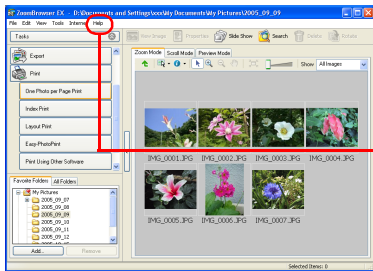 ZoomBrowser EX - D:\Documents and Settings\xxx\My Documents\My Pictures\2005_09_09
File Edit View Tools Internet Help
Tasks
View Image Properties Slide Show Search Delete Rotate
Export
Print
One Photo per Page Print
Index Print
Layout Print
Easy-PhotoPrint
Print Using Other Software
Zoom Mode Scroll Mode Preview Mode
Show All Images
IMG_0001.JPG IMG_0002.JPG IMG_0003.JPG IMG_0004.JPG
IMG_0005.JPG IMG_0006.JPG IMG_0007.JPG
Favorite Folders All Folders
My Pictures
2005_09_07
2005_09_08
2005_09_09
2005_09_10
2005_09_11
2005_09_12
Add... Remove
Selected Items: 0